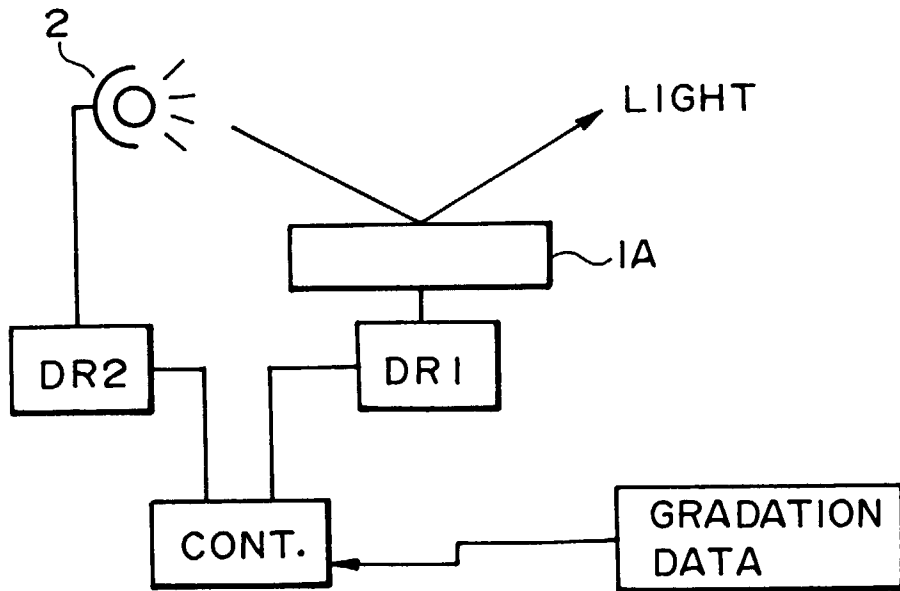 2
LIGHT
1A
DR2
DR1
CONT.
GRADATION
DATA